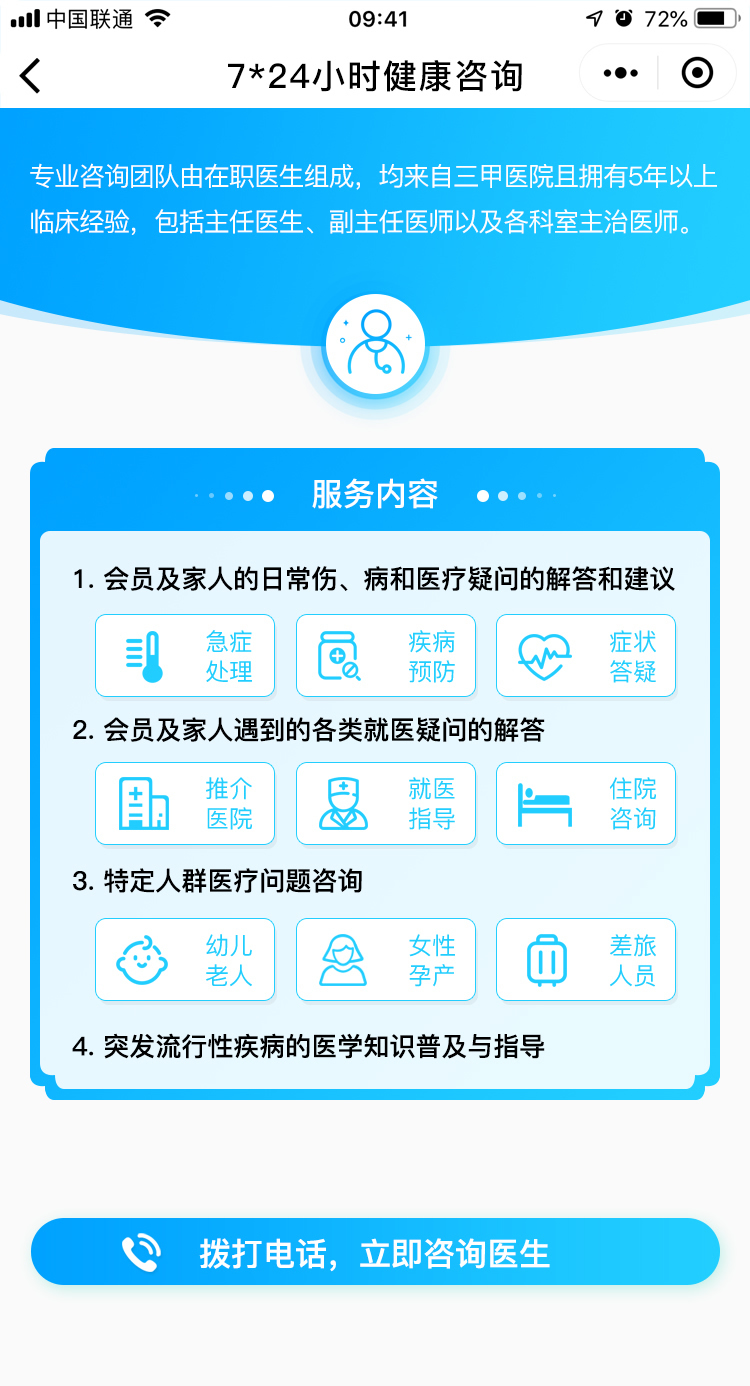 中国联通
09:41
72%
7*24小时健康咨询
专业咨询团队由在职医生组成，均来自三甲医院且拥有5年以上
临床经验，包括主任医生、副主任医师以及各科室主治医师。
服务内容
1. 会员及家人的日常伤、病和医疗疑问的解答和建议
急症
处理
疾病
预防
症状
答疑
2. 会员及家人遇到的各类就医疑问的解答
推介
医院
就医
指导
住院
咨询
3. 特定人群医疗问题咨询
幼儿
老人
女性
孕产
差旅
人员
4. 突发流行性疾病的医学知识普及与指导
拨打电话，立即咨询医生